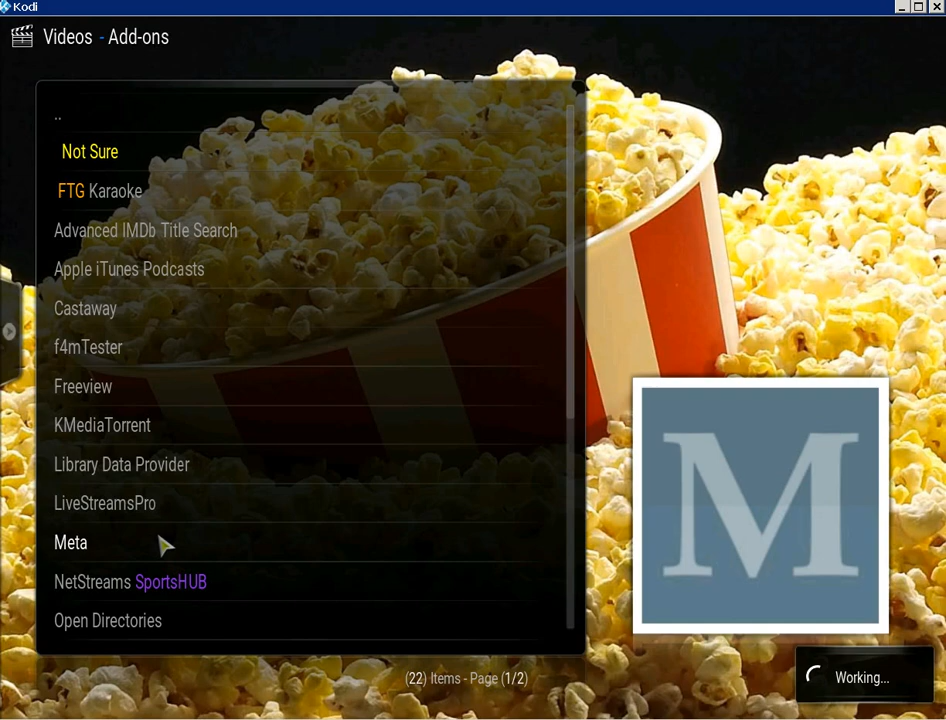 Kodi
Videos - Add-ons
..
Not Sure
FTG Karaoke
Advanced IMDb Title Search
Apple iTunes Podcasts
Castaway
f4mTester
Freeview
KMediaTorrent
Library Data Provider
LiveStreamsPro
Meta
NetStreams SportsHUB
Open Directories
M
(22) Items - Page (1/2)
Working...